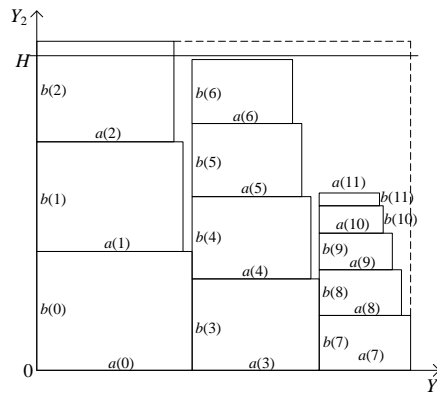 Y₂
H
b(2)
a(2)
b(1)
a(1)
b(0)
a(0)
b(6)
a(6)
b(5)
a(5)
b(4)
a(4)
b(3)
a(3)
a(11)
b(11)
a(10)
b(10)
b(9)
a(9)
b(8)
a(8)
b(7)
a(7)
0
Y